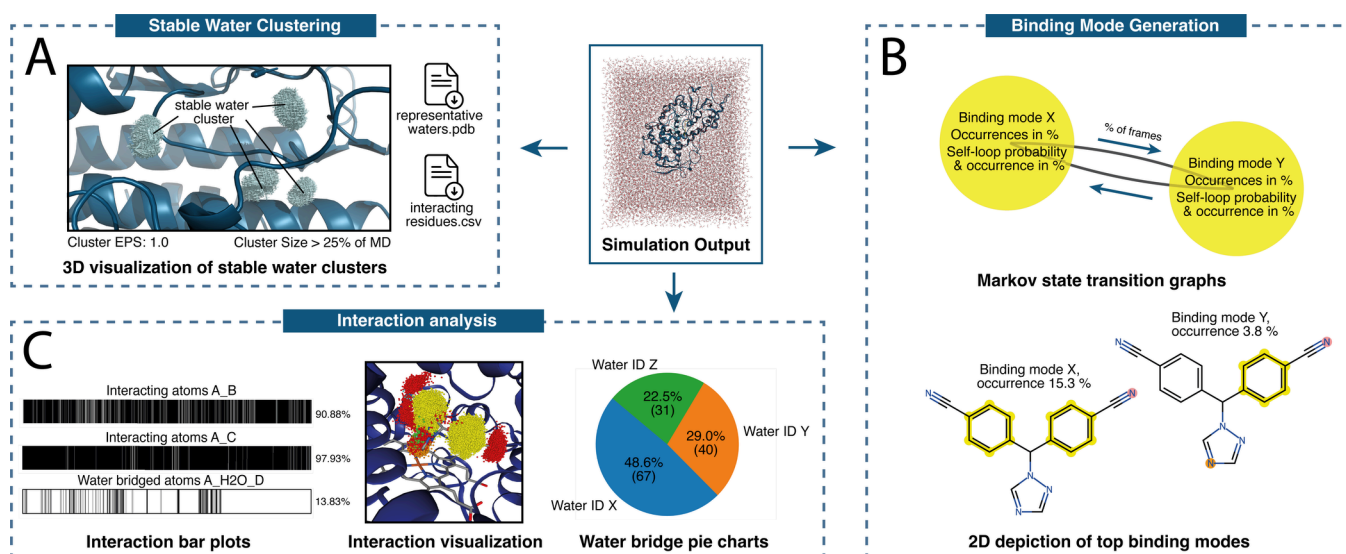 Stable Water Clustering
A
stable water
cluster
representative
waters.pdb
interacting
residues.csv
Cluster EPS: 1.0
Cluster Size > 25% of MD
3D visualization of stable water clusters
Simulation Output
Binding Mode Generation
B
Binding mode X
Occurrences in %
Self-loop probability
& occurrence in %
% of frames
Binding mode Y
Occurrences in %
Self-loop probability
& occurrence in %
Markov state transition graphs
Binding mode Y,
occurrence 3.8 %
Binding mode X,
occurrence 15.3 %
N
N
N
N
N
N
N
N
N
N
2D depiction of top binding modes
Interaction analysis
C
Interacting atoms A_B
90.88%
Interacting atoms A_C
97.93%
Water bridged atoms A_H2O_D
13.83%
Interaction bar plots
Interaction visualization
Water ID Z
22.5%
(31)
Water ID Y
29.0%
(40)
48.6%
(67)
Water ID X
Water bridge pie charts